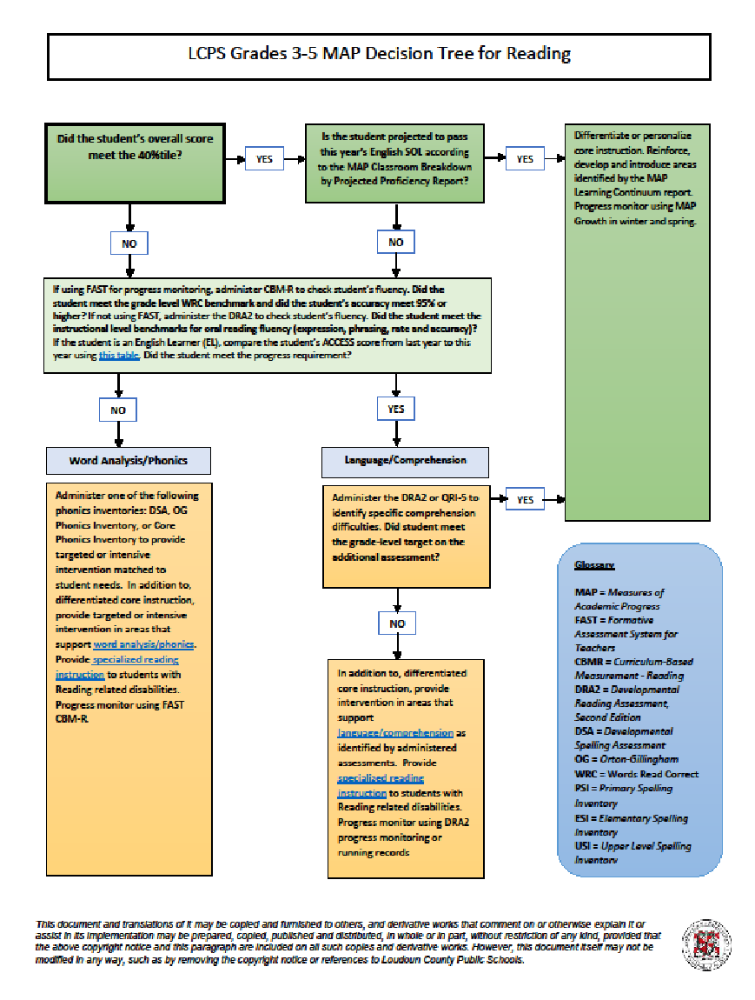 LCPS Grades 3-5 MAP Decision Tree for Reading
Did the student's overall score
meet the 40%tile?
YES
Is the student projected to pass
this year's English SOL according
to the MAP Classroom Breakdown
by Projected Proficiency Report?
YES
Differentiate or personalize
core instruction. Reinforce,
develop and introduce areas
identified by the MAP
Learning Continuum report.
Progress monitor using MAP
Growth in winter and spring.
NO
NO
If using FAST for progress monitoring, administer CBM-R to check student's fluency. Did the
student meet the grade level WRC benchmark and did the student's accuracy meet 95% or
higher? If not using FAST, administer the DRA2 to check student's fluency. Did the student meet the
instructional level benchmarks for oral reading fluency (expression, phrasing, rate and accuracy)?
If the student is an English Learner (EL), compare the student's ACCESS score from last year to this
year using this table. Did the student meet the progress requirement?
NO
YES
Word Analysis/Phonics
Language/Comprehension
Administer one of the following
phonics inventories: DSA, OG
Phonics Inventory, or Core
Phonics Inventory to provide
targeted or intensive
intervention matched to
student needs. In addition to,
differentiated core instruction,
provide targeted or intensive
intervention in areas that
support word analysis/phonics.
Provide specialized reading
instruction to students with
Reading related disabilities.
Progress monitor using FAST
CBM-R
Administer the DRA2 or QRI-5 to
identify specific comprehension
difficulties. Did student meet
the grade-level target on the
additional assessment?
YES
NO
In addition to, differentiated
core instruction, provide
intervention in areas that
support
language/comprehension as
identified by administered
assessments. Provide
specialized reading
instruction to students with
Reading related disabilities.
Progress monitor using DRA2
progress monitoring or
running records
Glossary
MAP = Measures of
Academic Progress
FAST = Formative
Assessment System for
Teachers
CBMR = Curriculum-Based
Measurement - Reading
DRA2 = Developmental
Reading Assessment,
Second Edition
DSA = Developmental
Spelling Assessment
OG = Orton-Gillingham
WRC = Words Read Correct
PSI = Primary Spelling
Inventory
ESI = Elementary Spelling
Inventory
USI = Upper Level Spelling
Inventory
This document and translations of it may be copied and furnished to others, and derivative works that comment on or otherwise explain it or
assist in its implementation may be prepared, copied, published and distributed, in whole or in part, without restriction of any kind, provided that
the above copyright notice and this paragraph are included on all such copies and derivative works. However, this document itself may not be
modified in any way, such as by removing the copyright notice or references to Loudoun County Public Schools.